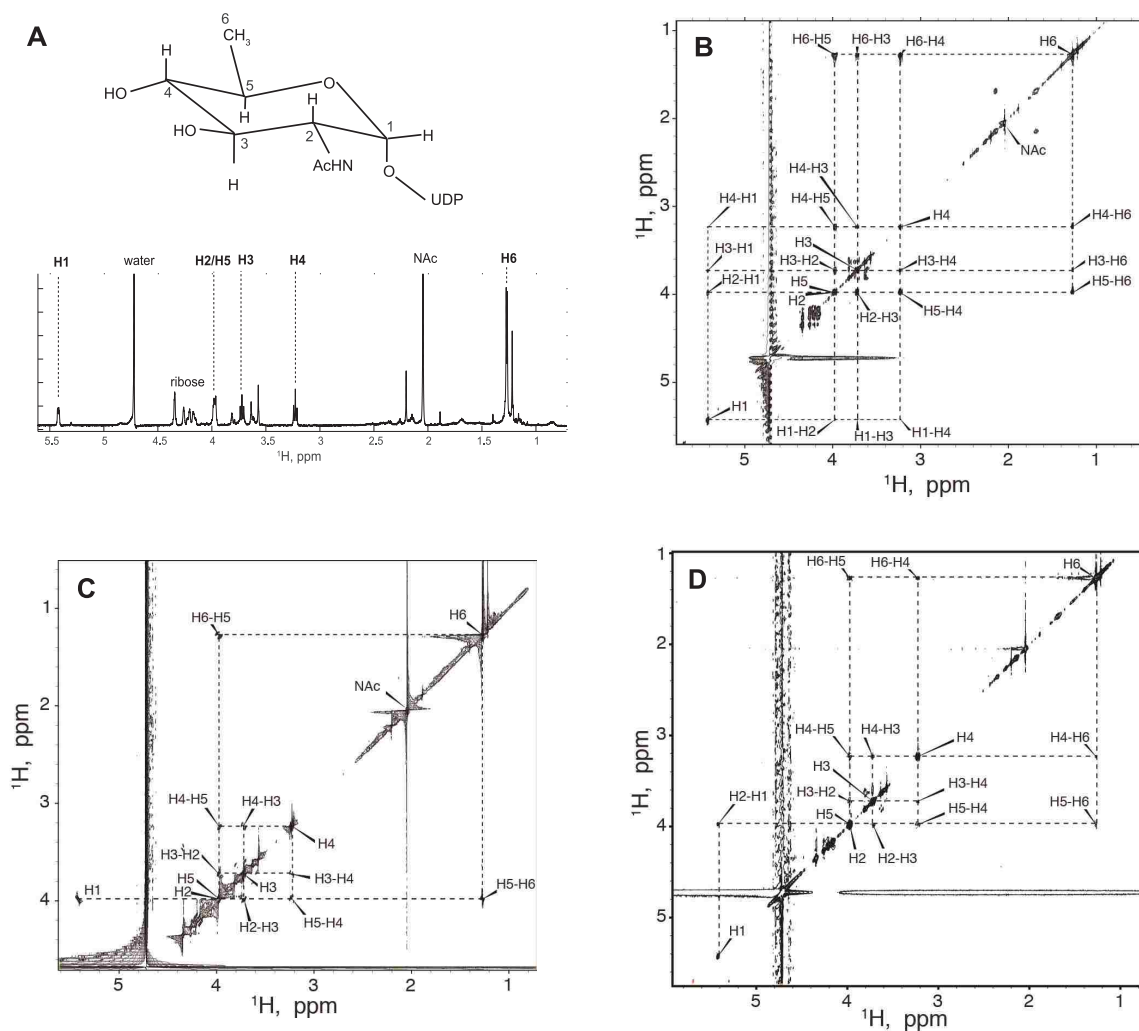 A
6
CH₃
H
4
5
O
H
HO
H
HO
2
1
H
3
AcHN
O
H
UDP
H1
water
H2/H5
H3
H4
NAc
H6
ribose
5.5
5
4.5
4
3.5
3
2.5
2
1.5
1
¹H, ppm
B
H6-H5
H6-H3
H6-H4
H6
NAc
H4-H3
H4-H1
H4-H5
H4
H4-H6
H3
H3-H1
H3-H2
H3-H4
H3-H6
H2-H1
H5
H5-H6
H2
H2-H3
H5-H4
H1
H1-H2
H1-H3
H1-H4
1
2
3
4
5
¹H, ppm
5
4
3
2
1
¹H, ppm
C
H6-H5
H6
NAc
H4-H5
H4-H3
H4
H3-H2
H5
H3
H3-H4
H1
H2
H5-H6
H2-H3
H5-H4
1
2
3
4
¹H, ppm
5
4
3
2
1
¹H, ppm
D
H6-H5
H6-H4
H6
H4-H5
H4-H3
H4
H4-H6
H3
H3-H2
H3-H4
H2-H1
H5
H5-H4
H5-H6
H2
H2-H3
H1
1
2
3
4
5
¹H, ppm
5
4
3
2
1
¹H, ppm